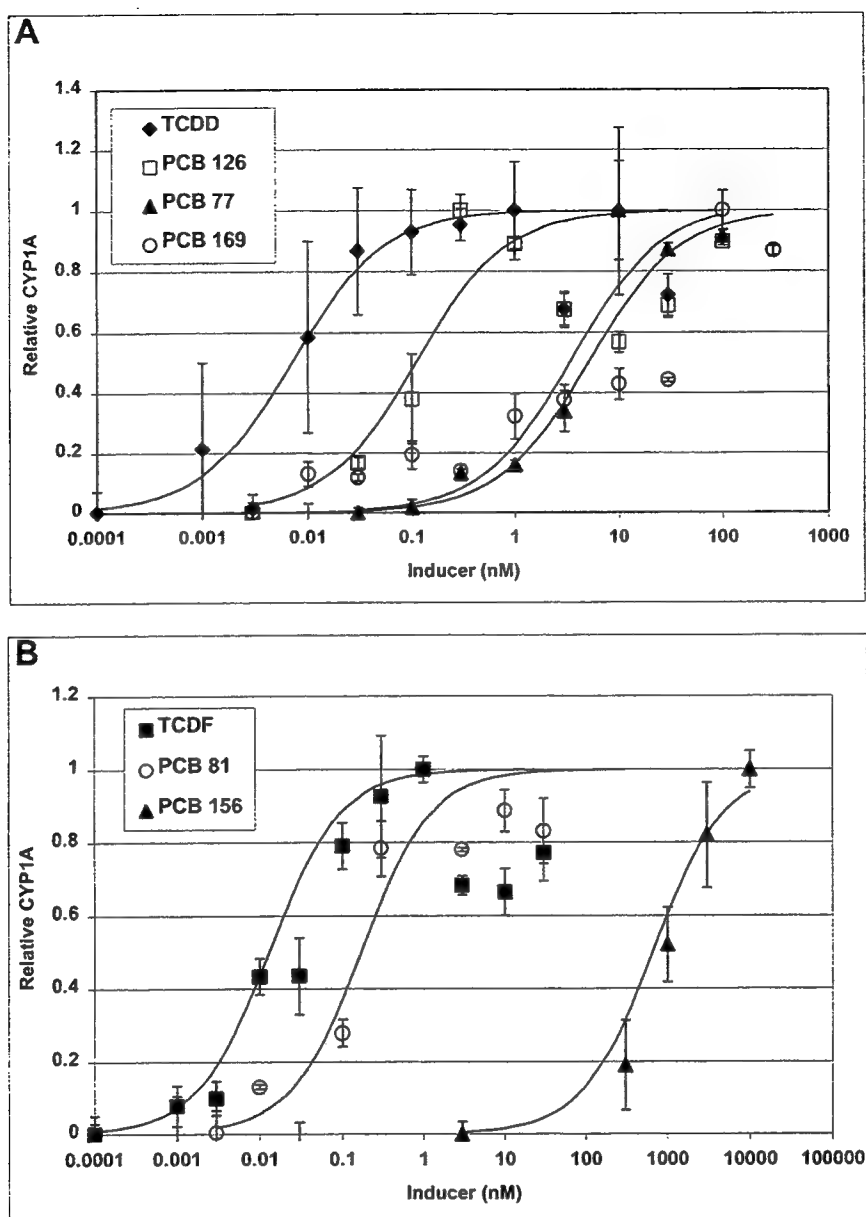 A
1.4
1.2
1
0.8
0.6
0.4
0.2
0
Relative CYP1A
TCDD
PCB 126
PCB 77
PCB 169
0.0001 0.001 0.01 0.1 1 10 100 1000
Inducer (nM)
B
1.2
1
0.8
0.6
0.4
0.2
0
Relative CYP1A
TCDF
PCB 81
PCB 156
0.0001 0.001 0.01 0.1 1 10 100 1000 10000 100000
Inducer (nM)